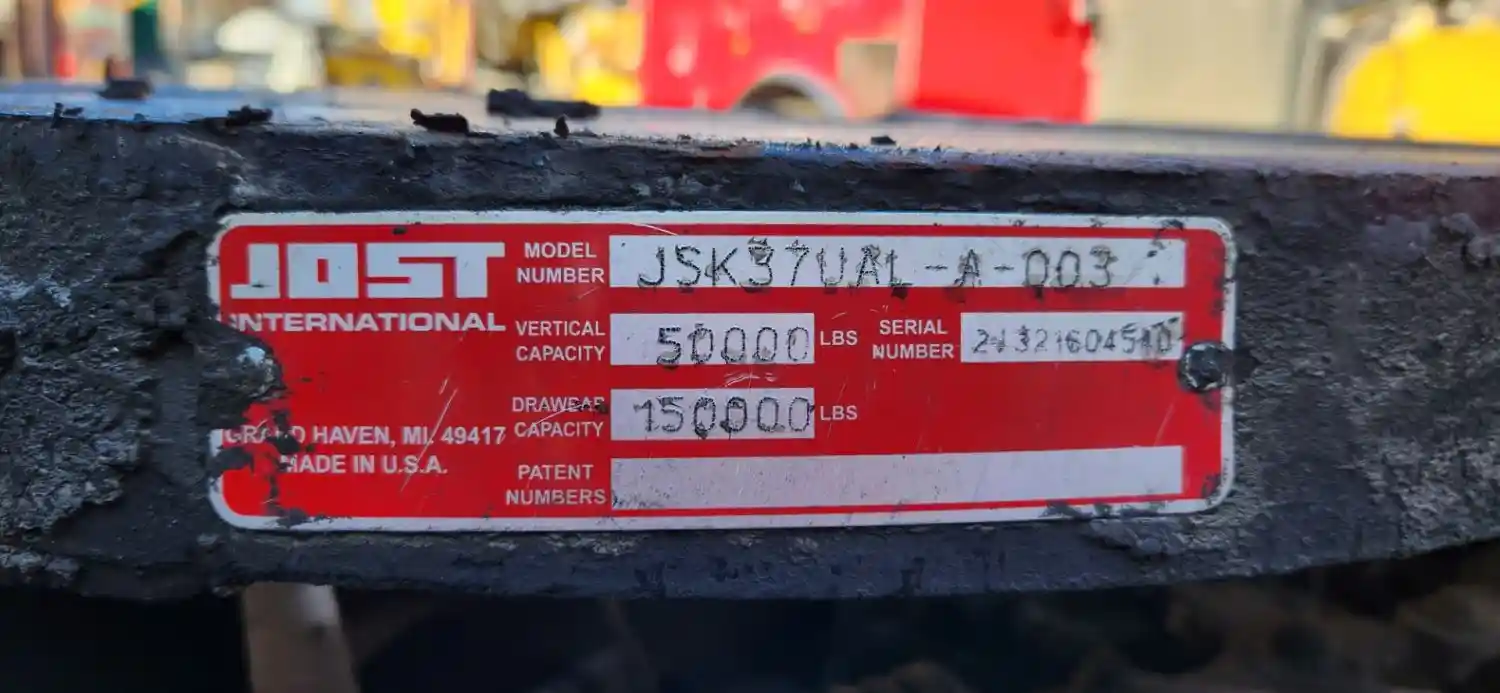 JOST
INTERNATIONAL
MODEL NUMBER JSK37UAL-A-003
VERTICAL CAPACITY 50000 LBS
SERIAL NUMBER
DRAWBAR CAPACITY 150000 LBS
GRAND HAVEN, MI. 49417
MADE IN U.S.A.
PATENT NUMBERS